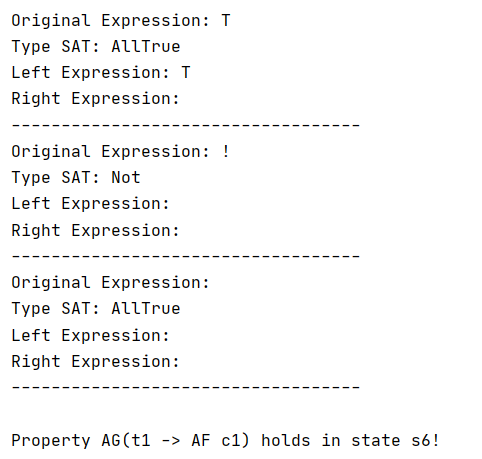 Original Expression: T
Type SAT: AllTrue
Left Expression: T
Right Expression:
-----------------------------------
Original Expression: !
Type SAT: Not
Left Expression:
Right Expression:
-----------------------------------
Original Expression:
Type SAT: AllTrue
Left Expression:
Right Expression:
-----------------------------------
Property AG(t1 -> AF c1) holds in state s6!